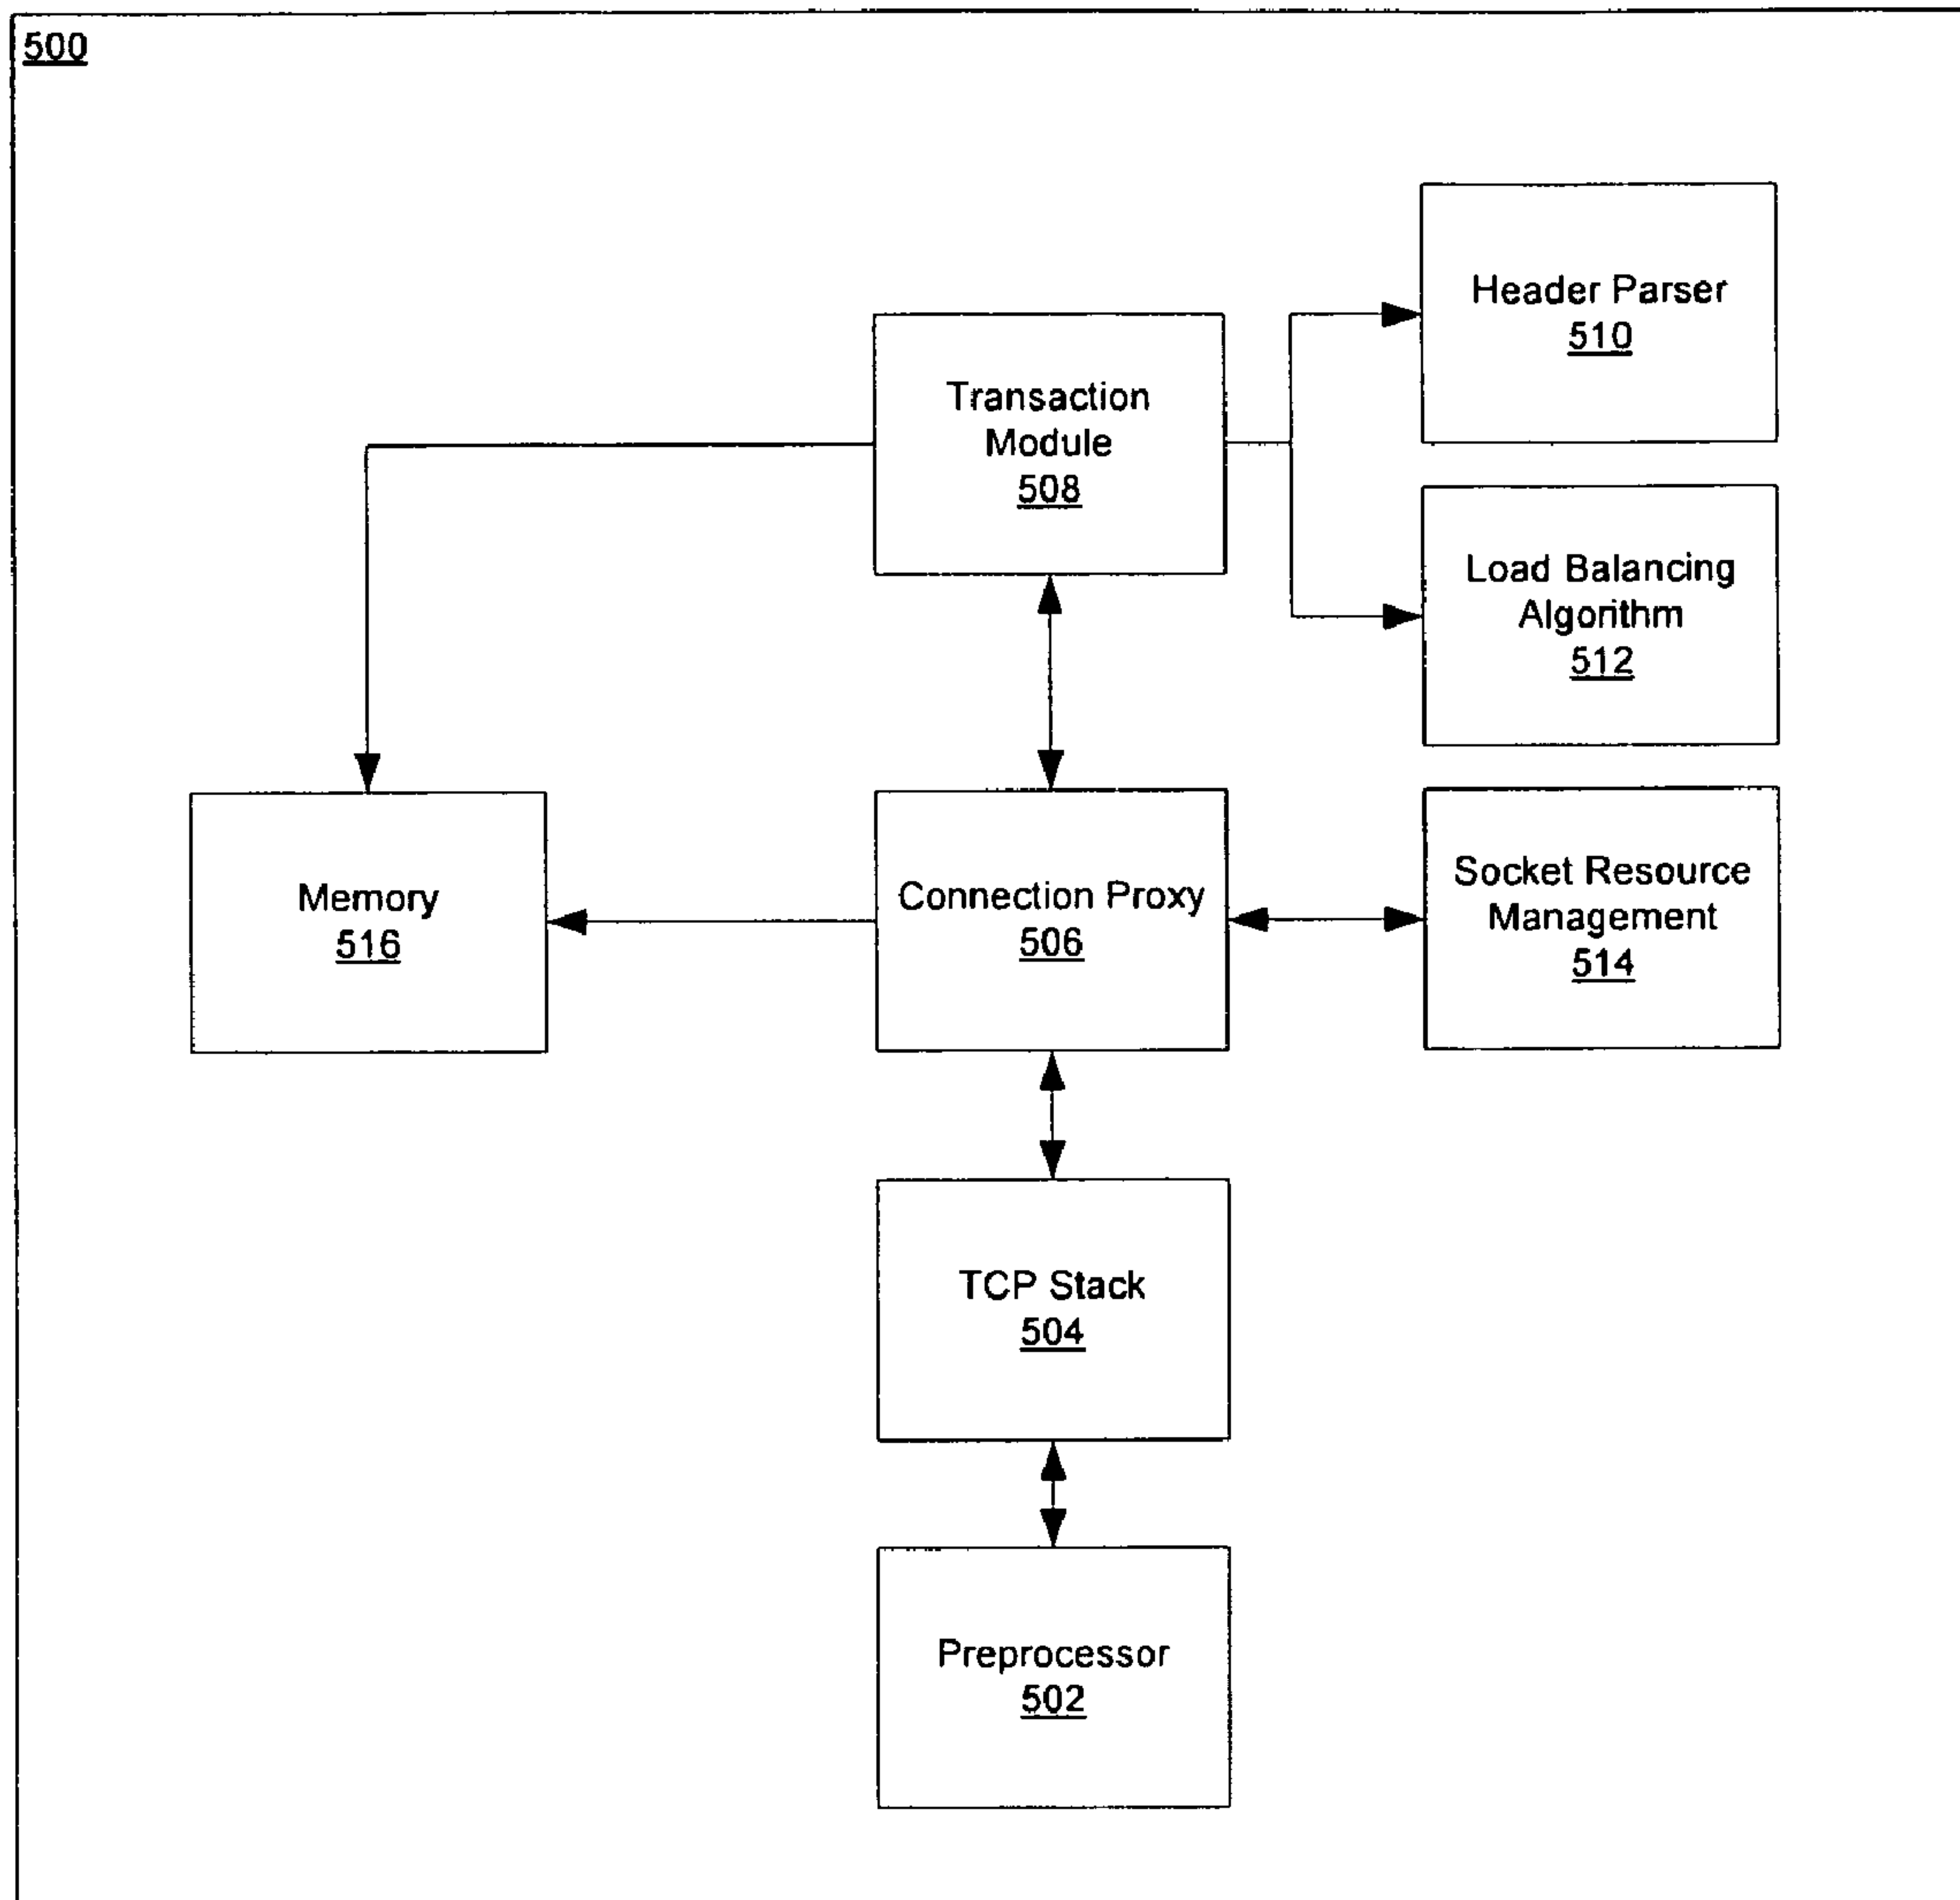 500
Header Parser
510
Transaction
Module
508
Load Balancing
Algorithm
512
Memory
516
Connection Proxy
506
Socket Resource
Management
514
TCP Stack
504
Preprocessor
502